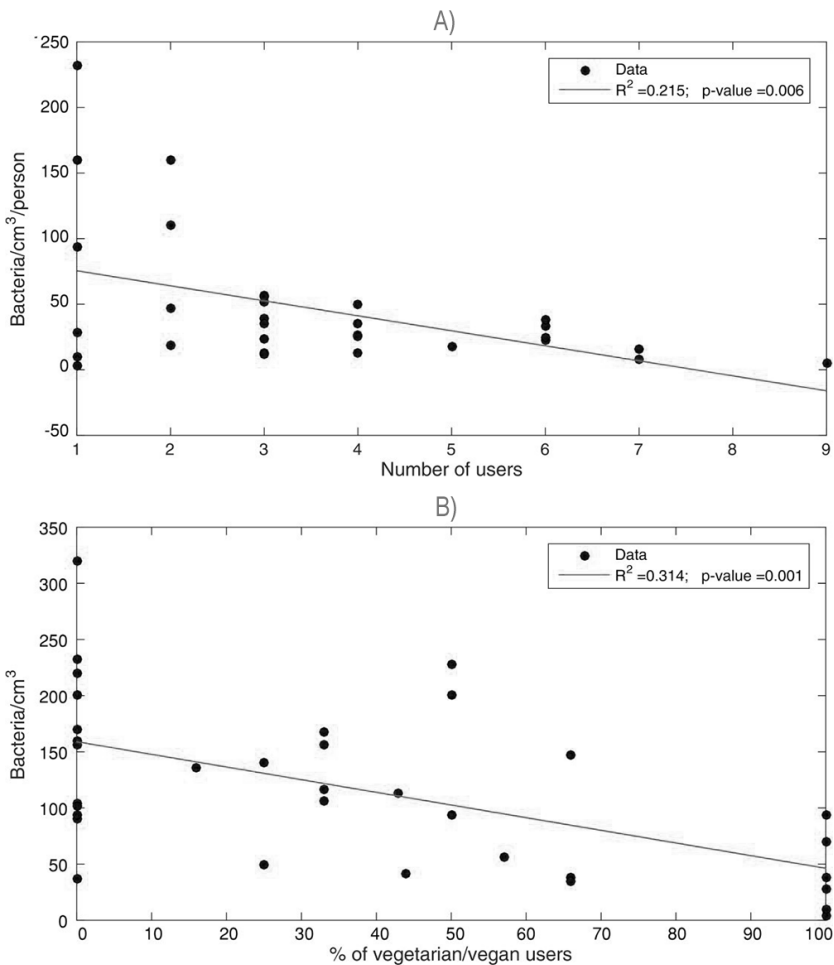 A)
250
200
150
100
50
0
-50
Bacteria/cm³/person
Data
R² =0.215; p-value =0.006
1 2 3 4 5 6 7 8 9
Number of users
B)
350
300
250
200
150
100
50
0
Bacteria/cm³
Data
R² =0.314; p-value =0.001
0 10 20 30 40 50 60 70 80 90 100
% of vegetarian/vegan users